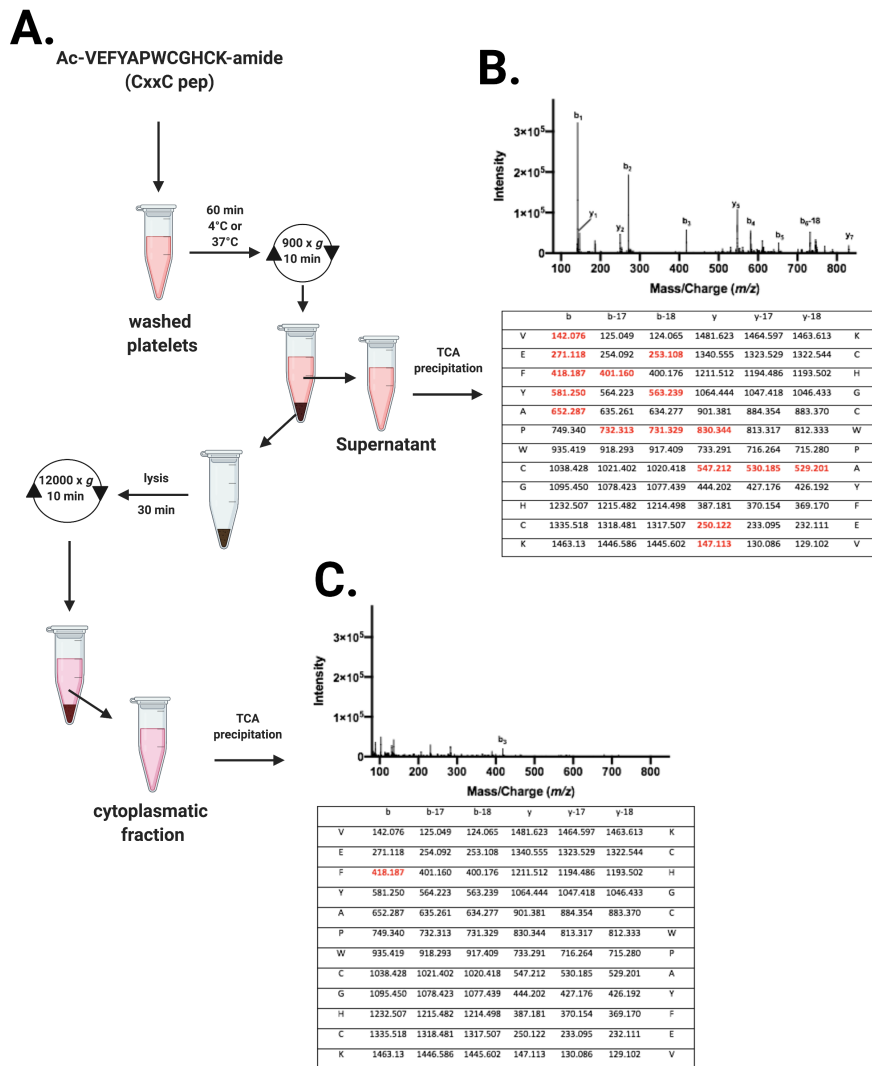 A.
Ac-VEFYAPWCGHCK-amide
(CxxC pep)
60 min
4°C or
37°C
900 x g
10 min
washed
platelets
TCA
precipitation
Supernatant
12000 x g
10 min
lysis
30 min
TCA
precipitation
cytoplasmatic
fraction
B.
b1
b2
y1
y2
b3
y5
b4
b5
b6-18
y7
3×10^5
2×10^5
1×10^5
0
Intensity
100 200 300 400 500 600 700 800
Mass/Charge (m/z)
b b-17 b-18 y y-17 y-18
V 142.076 125.049 124.065 1481.623 1464.597 1463.613 K
E 271.118 254.092 253.108 1340.555 1323.529 1322.544 C
F 418.187 401.160 400.176 1211.512 1194.486 1193.502 H
Y 581.250 564.223 563.239 1064.444 1047.418 1046.433 G
A 652.287 635.261 634.277 901.381 884.354 883.370 C
P 749.340 732.313 731.329 830.344 813.317 812.333 W
W 935.419 918.293 917.409 733.291 716.264 715.280 P
C 1038.428 1021.402 1020.418 547.212 530.185 529.201 A
G 1095.450 1078.423 1077.439 444.202 427.176 426.192 Y
H 1232.507 1215.482 1214.498 387.181 370.154 369.170 F
C 1335.518 1318.481 1317.507 250.122 233.095 232.111 E
K 1463.13 1446.586 1445.602 147.113 130.086 129.102 V
C.
3×10^5
2×10^5
1×10^5
0
Intensity
b3
100 200 300 400 500 600 700 800
Mass/Charge (m/z)
b b-17 b-18 y y-17 y-18
V 142.076 125.049 124.065 1481.623 1464.597 1463.613 K
E 271.118 254.092 253.108 1340.555 1323.529 1322.544 C
F 418.187 401.160 400.176 1211.512 1194.486 1193.502 H
Y 581.250 564.223 563.239 1064.444 1047.418 1046.433 G
A 652.287 635.261 634.277 901.381 884.354 883.370 C
P 749.340 732.313 731.329 830.344 813.317 812.333 W
W 935.419 918.293 917.409 733.291 716.264 715.280 P
C 1038.428 1021.402 1020.418 547.212 530.185 529.201 A
G 1095.450 1078.423 1077.439 444.202 427.176 426.192 Y
H 1232.507 1215.482 1214.498 387.181 370.154 369.170 F
C 1335.518 1318.481 1317.507 250.122 233.095 232.111 E
K 1463.13 1446.586 1445.602 147.113 130.086 129.102 V